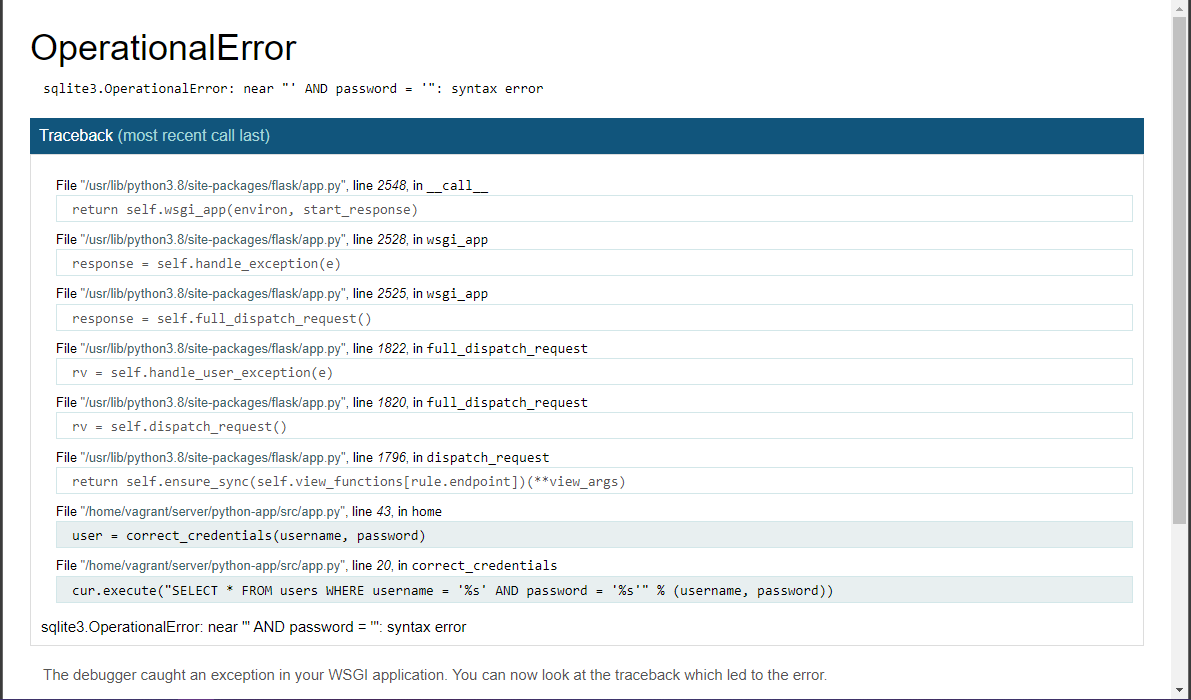 OperationalError
sqlite3.OperationalError: near "' AND password = '": syntax error
Traceback (most recent call last)
File "/usr/lib/python3.8/site-packages/flask/app.py", line 2548, in __call__
return self.wsgi_app(environ, start_response)
File "/usr/lib/python3.8/site-packages/flask/app.py", line 2528, in wsgi_app
response = self.handle_exception(e)
File "/usr/lib/python3.8/site-packages/flask/app.py", line 2525, in wsgi_app
response = self.full_dispatch_request()
File "/usr/lib/python3.8/site-packages/flask/app.py", line 1822, in full_dispatch_request
rv = self.handle_user_exception(e)
File "/usr/lib/python3.8/site-packages/flask/app.py", line 1820, in full_dispatch_request
rv = self.dispatch_request()
File "/usr/lib/python3.8/site-packages/flask/app.py", line 1796, in dispatch_request
return self.ensure_sync(self.view_functions[rule.endpoint])(**view_args)
File "/home/vagrant/server/python-app/src/app.py", line 43, in home
user = correct_credentials(username, password)
File "/home/vagrant/server/python-app/src/app.py", line 20, in correct_credentials
cur.execute("SELECT * FROM users WHERE username = '%s' AND password = '%s'" % (username, password))
sqlite3.OperationalError: near "' AND password = '": syntax error
The debugger caught an exception in your WSGI application. You can now look at the traceback which led to the error.